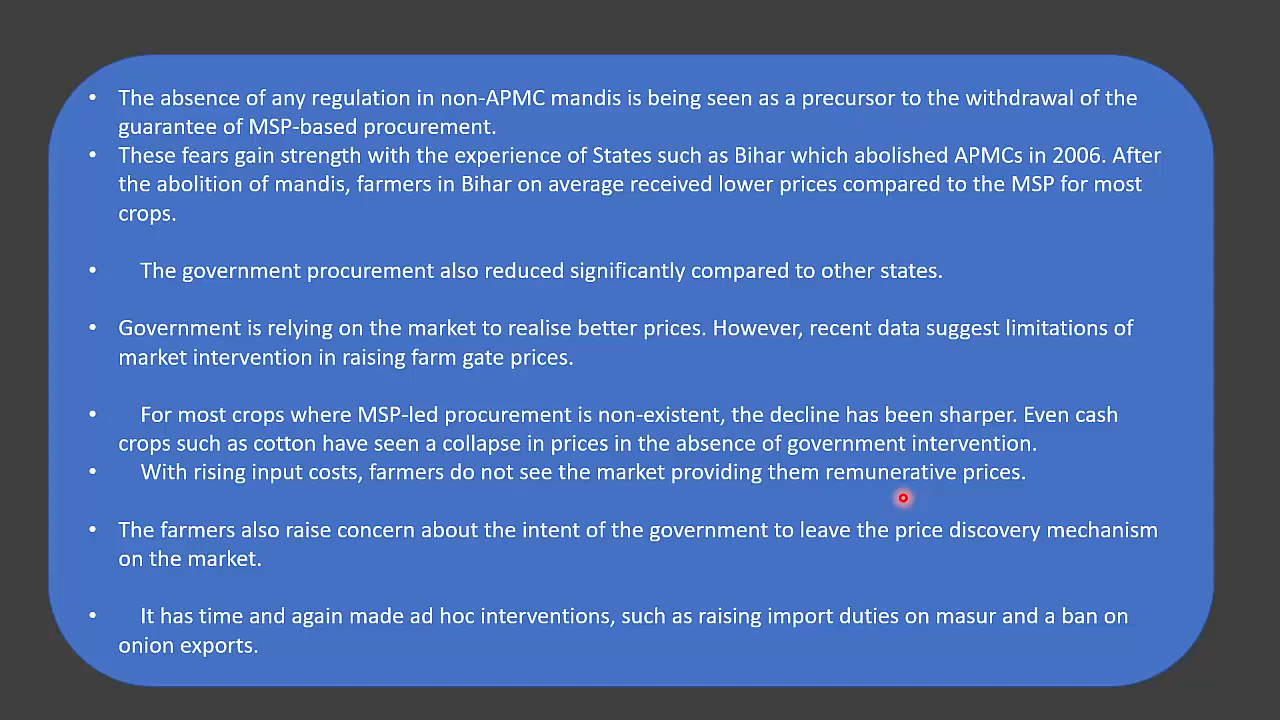 • The absence of any regulation in non-APMC mandis is being seen as a precursor to the withdrawal of the
guarantee of MSP-based procurement.
• These fears gain strength with the experience of States such as Bihar which abolished APMCs in 2006. After
the abolition of mandis, farmers in Bihar on average received lower prices compared to the MSP for most
crops.
• The government procurement also reduced significantly compared to other states.
• Government is relying on the market to realise better prices. However, recent data suggest limitations of
market intervention in raising farm gate prices.
• For most crops where MSP-led procurement is non-existent, the decline has been sharper. Even cash
crops such as cotton have seen a collapse in prices in the absence of government intervention.
• With rising input costs, farmers do not see the market providing them remunerative prices.
• The farmers also raise concern about the intent of the government to leave the price discovery mechanism
on the market.
• It has time and again made ad hoc interventions, such as raising import duties on masur and a ban on
onion exports.